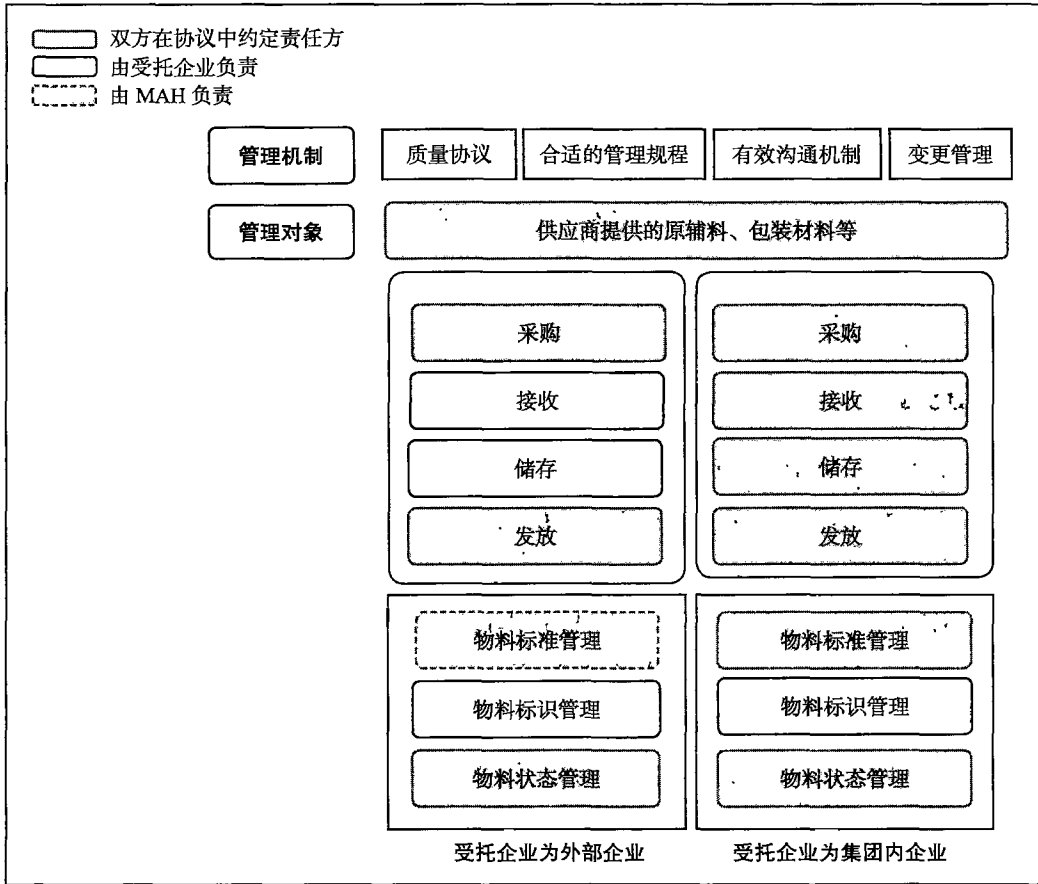 双方在协议中约定责任方
由受托企业负责
由 MAH 负责
管理机制 质量协议 合适的管理规程 有效沟通机制 变更管理
管理对象 供应商提供的原辅料、包装材料等
采购 采购
接收 接收
储存 储存
发放 发放
物料标准管理 物料标准管理
物料标识管理 物料标识管理
物料状态管理 物料状态管理
受托企业为外部企业 受托企业为集团内企业